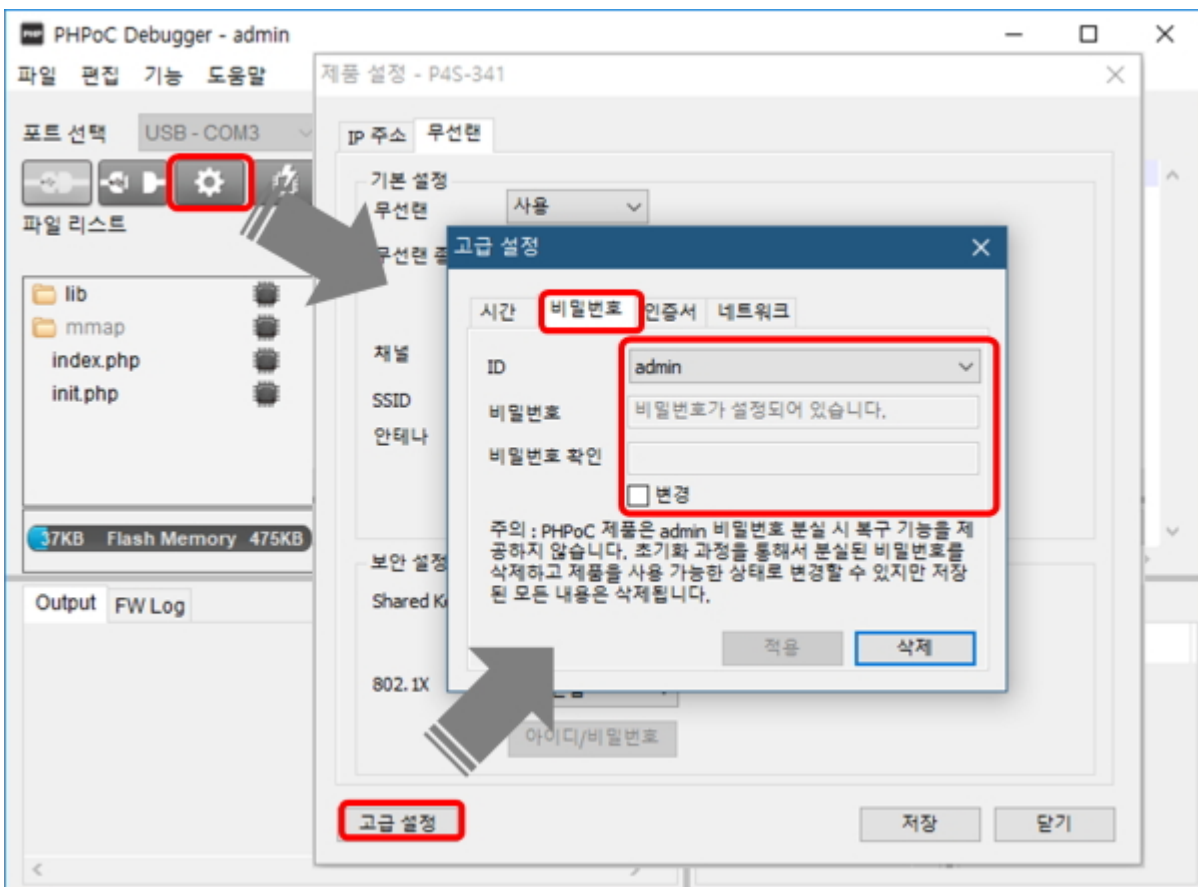 PHPoC Debugger - admin
파일 편집 기능 도움말
포트 선택 USB - COM3
파일 리스트
lib
mmap
index.php
init.php
37KB Flash Memory 475KB
Output FW Log
제품 설정 - P4S-341
IP 주소 무선랜
기본 설정
무선랜 사용
무선랜
채널
SSID
안테나
보안 설정
Shared
802.1X
아이디/비밀번호
고급 설정 저장 닫기
고급 설정
시간 비밀번호 인증서 네트워크
ID admin
비밀번호 비밀번호가 설정되어 있습니다.
비밀번호 확인
변경
주의 : PHPoC 제품은 admin 비밀번호 분실 시 복구 기능을 제
공하지 않습니다. 초기화 과정을 통해서 분실된 비밀번호를
삭제하고 제품을 사용 가능한 상태로 변경할 수 있지만 저장
된 모든 내용은 삭제됩니다.
적용 삭제